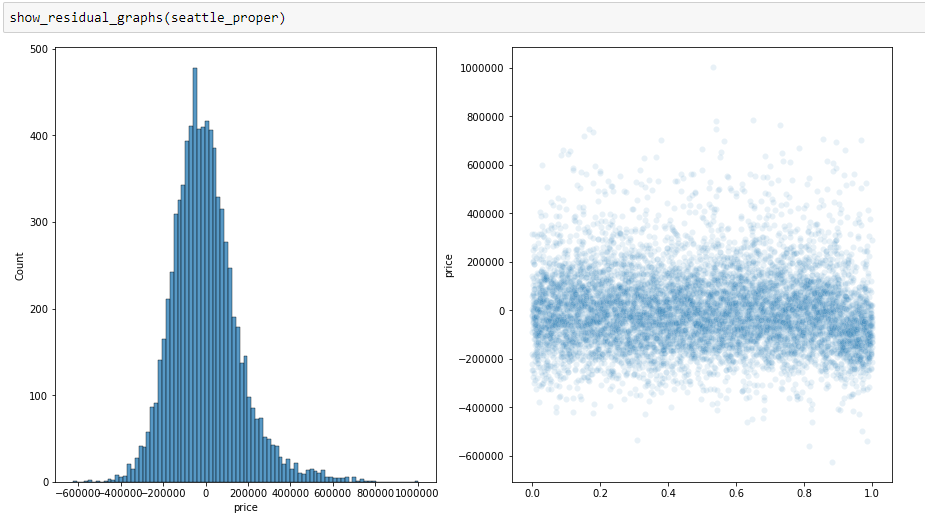 show_residual_graphs(seattle_proper)
500
400
300
200
100
0
Count
−600000 −400000 −200000 0 200000 400000 600000 800000 1000000
price
1000000
800000
600000
400000
200000
0
−200000
−400000
−600000
price
0.0 0.2 0.4 0.6 0.8 1.0